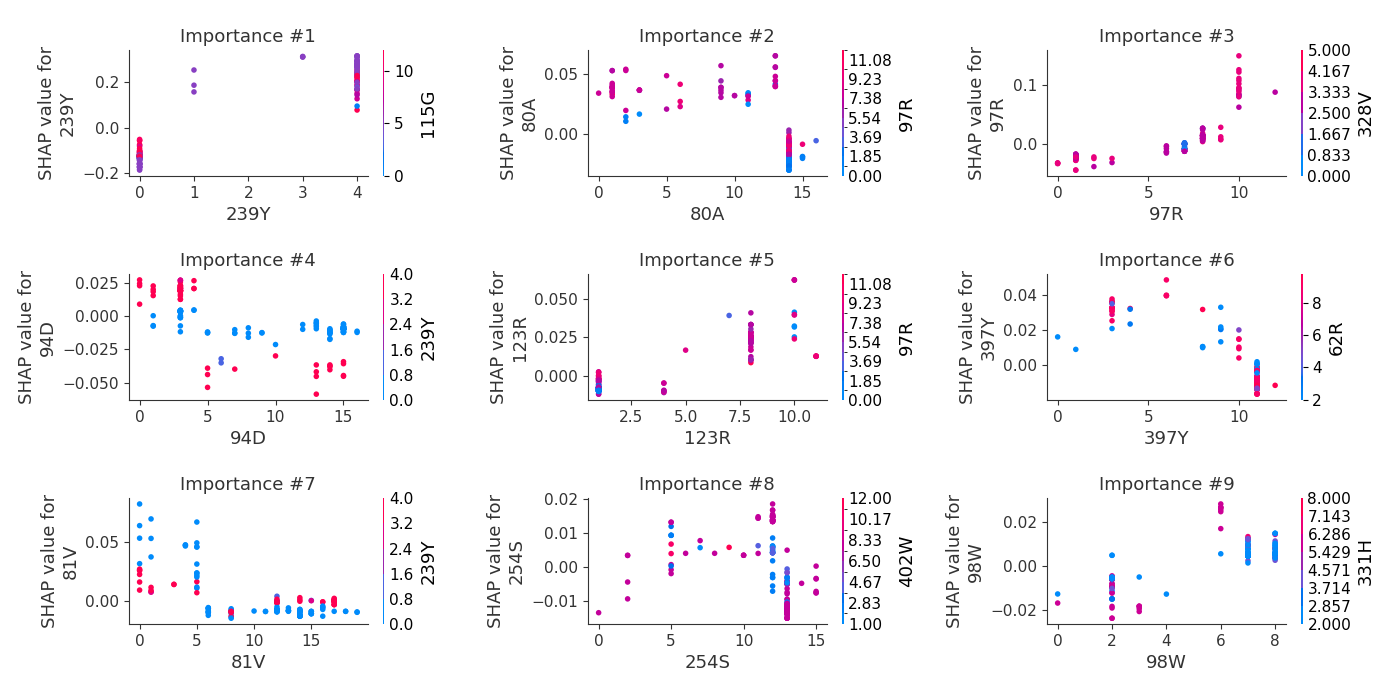 Importance #1
SHAP value for
239Y
0.2
0.0
−0.2
0
1
2
3
4
239Y
10
5
0
115G
Importance #2
SHAP value for
80A
0.05
0.00
0
5
10
15
80A
11.08
9.23
7.38
5.54
3.69
1.85
0.00
97R
Importance #3
SHAP value for
97R
0.1
0.0
0
5
10
97R
5.000
4.167
3.333
2.500
1.667
0.833
0.000
328V
Importance #4
SHAP value for
94D
0.025
0.000
−0.025
−0.050
0
5
10
15
94D
4.0
3.2
2.4
1.6
0.8
0.0
239Y
Importance #5
SHAP value for
123R
0.050
0.025
0.000
2.5
5.0
7.5
10.0
123R
11.08
9.23
7.38
5.54
3.69
1.85
0.00
97R
Importance #6
SHAP value for
397Y
0.04
0.02
0.00
0
5
10
397Y
8
6
4
2
62R
Importance #7
SHAP value for
81V
0.05
0.00
0
5
10
15
81V
4.0
3.2
2.4
1.6
0.8
0.0
239Y
Importance #8
SHAP value for
254S
0.02
0.01
0.00
−0.01
0
5
10
15
254S
12.00
10.17
8.33
6.50
4.67
2.83
1.00
402W
Importance #9
SHAP value for
98W
0.02
0.00
−0.02
0
2
4
6
8
98W
8.000
7.143
6.286
5.429
4.571
3.714
2.857
2.000
331H